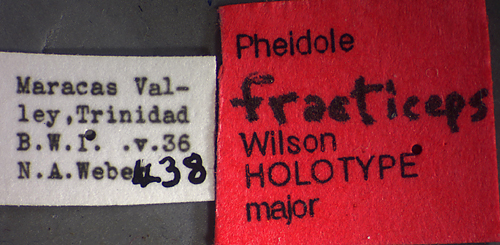 Maracas Val-
ley,Trinidad
B.W.I. .v.36
N.A.Weber 438
Pheidole
fracticeps
Wilson
HOLOTYPE
major